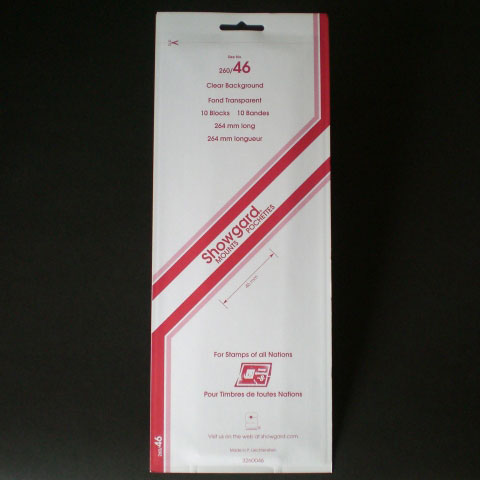 Size No.
260/46
Clear Background
Fond Transparent
10 Blocks 10 Bandes
264 mm long
264 mm longueur
Showgard®
MOUNTS POCHETTES
46 mm
For Stamps of all Nations
Pour Timbres de toutes Nations
Visit us on the web at showgard.com.
Made in F. Liechtenstein
260/46